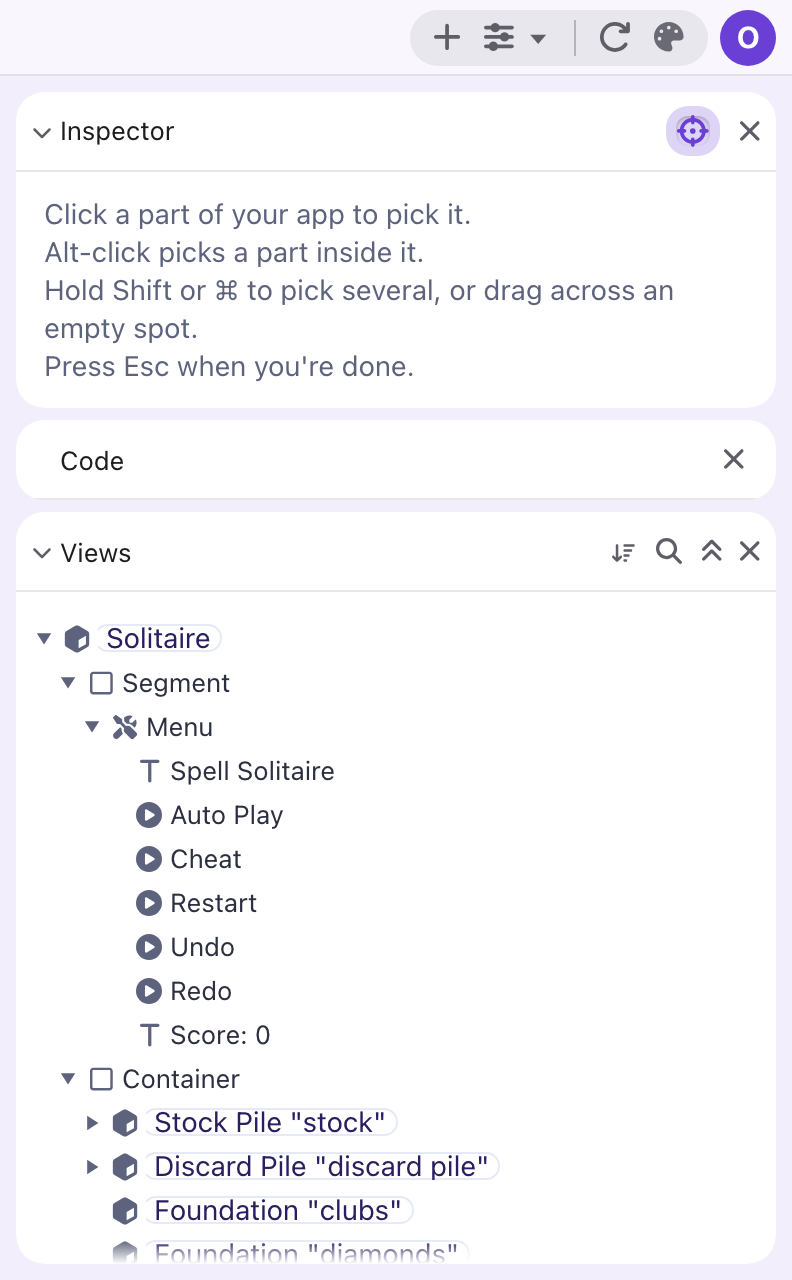 O
Inspector
Click a part of your app to pick it.
Alt-click picks a part inside it.
Hold Shift or ⌘ to pick several, or drag across an
empty spot.
Press Esc when you're done.
Code
Views
Solitaire
Segment
Menu
Spell Solitaire
Auto Play
Cheat
Restart
Undo
Redo
Score: 0
Container
Stock Pile "stock"
Discard Pile "discard pile"
Foundation "clubs"
Foundation "diamonds"